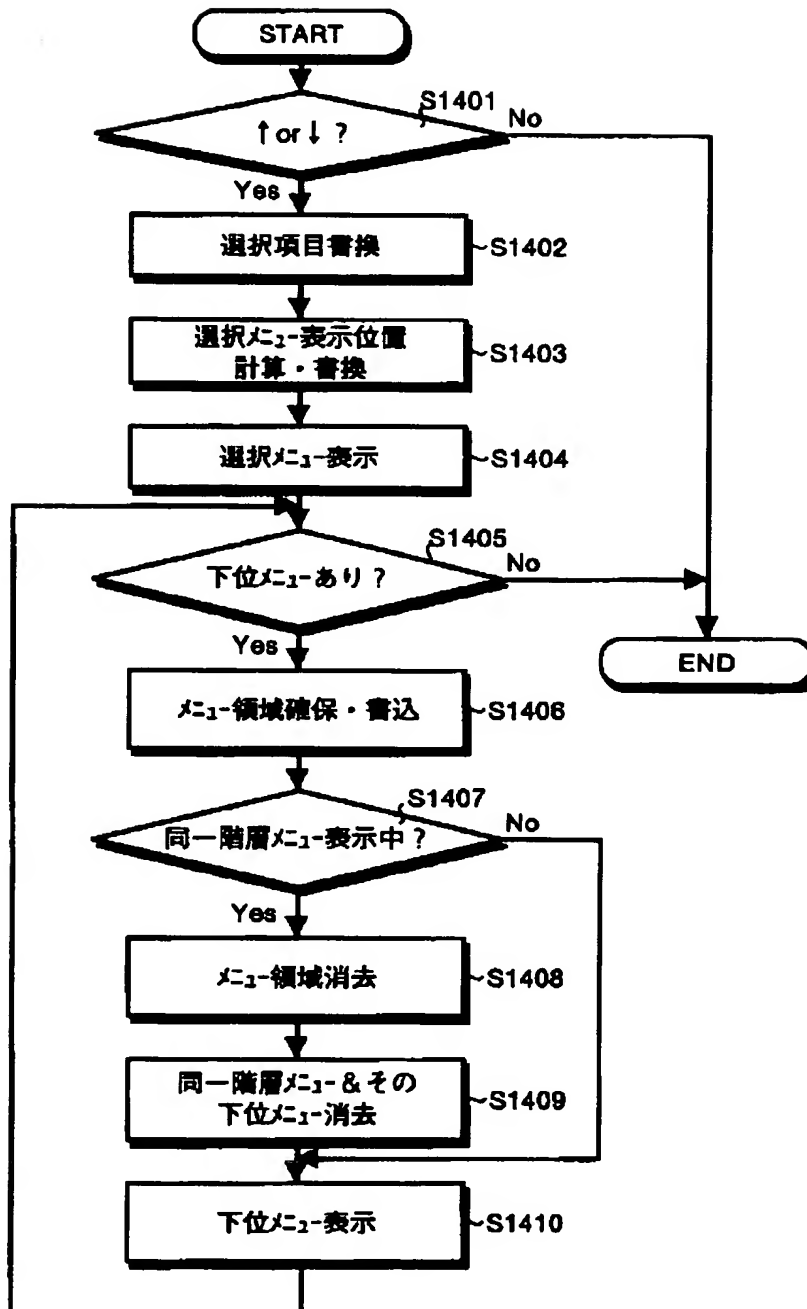 START
S1401
↑ or ↓ ?
No
Yes
選択項目書換
S1402
選択メニュー表示位置
計算・書換
S1403
選択メニュー表示
S1404
S1405
下位メニューあり?
No
Yes
END
メニュー領域確保・書込
S1406
S1407
同一階層メニュー表示中?
No
Yes
メニュー領域消去
S1408
同一階層メニュー&その
下位メニュー消去
S1409
下位メニュー表示
S1410